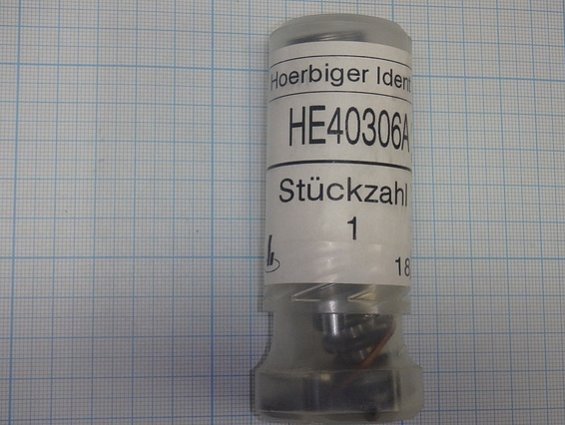 Hoerbiger Ident
HE40306A
Stückzahl
1
18